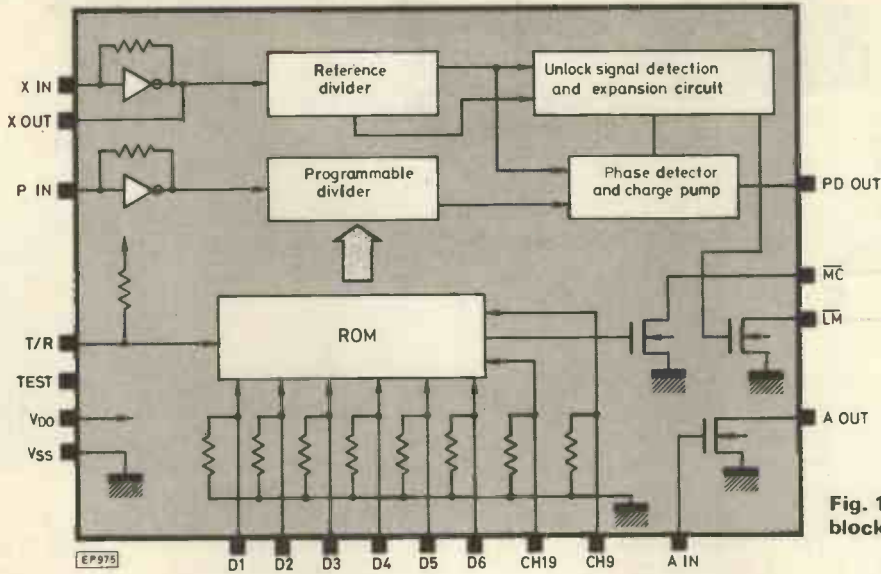 X IN
X OUT
P IN
T/R
TEST
VDO
VSS
Reference
divider
Unlock signal detection
and expansion circuit
Programmable
divider
Phase detector
and charge pump
ROM
PD OUT
MC
LM
A OUT
Fig. 1
block
EP975
D1 D2 D3 D4 D5 D6 CH19 CH9 A IN